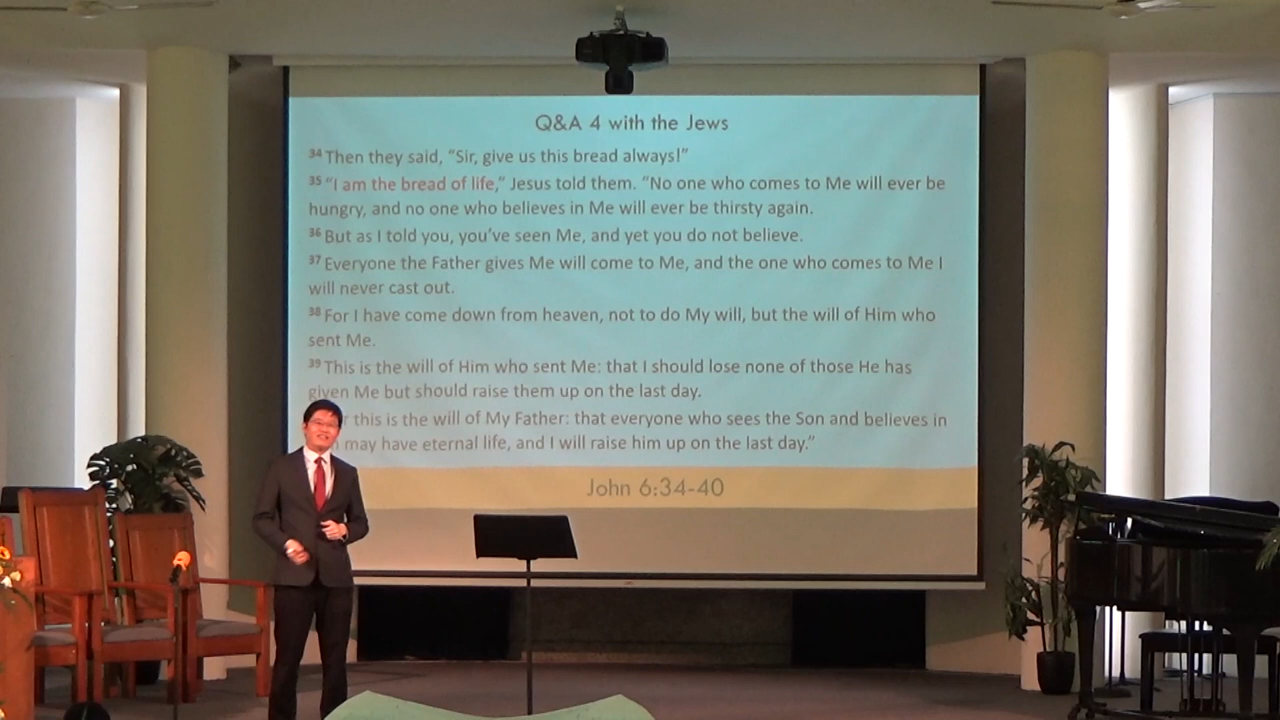 Q&A 4 with the Jews
34 Then they said, “Sir, give us this bread always!”
35 “I am the bread of life,” Jesus told them. “No one who comes to Me will ever be
hungry, and no one who believes in Me will ever be thirsty again.
36 But as I told you, you’ve seen Me, and yet you do not believe.
37 Everyone the Father gives Me will come to Me, and the one who comes to Me I
will never cast out.
38 For I have come down from heaven, not to do My will, but the will of Him who
sent Me.
39 This is the will of Him who sent Me: that I should lose none of those He has
given Me but should raise them up on the last day.
this is the will of My Father: that everyone who sees the Son and believes in
may have eternal life, and I will raise him up on the last day.”
John 6:34-40